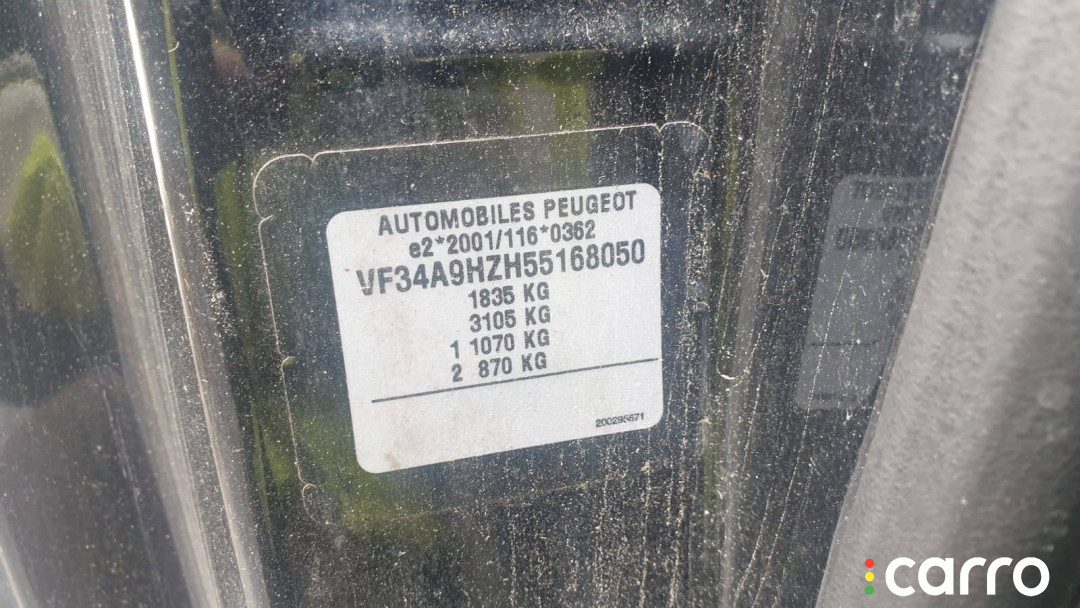 AUTOMOBILES PEUGEOT
e2*2001/116*0362
VF34A9HZH55168050
1835 KG
3105 KG
1 1070 KG
2 870 KG
carro